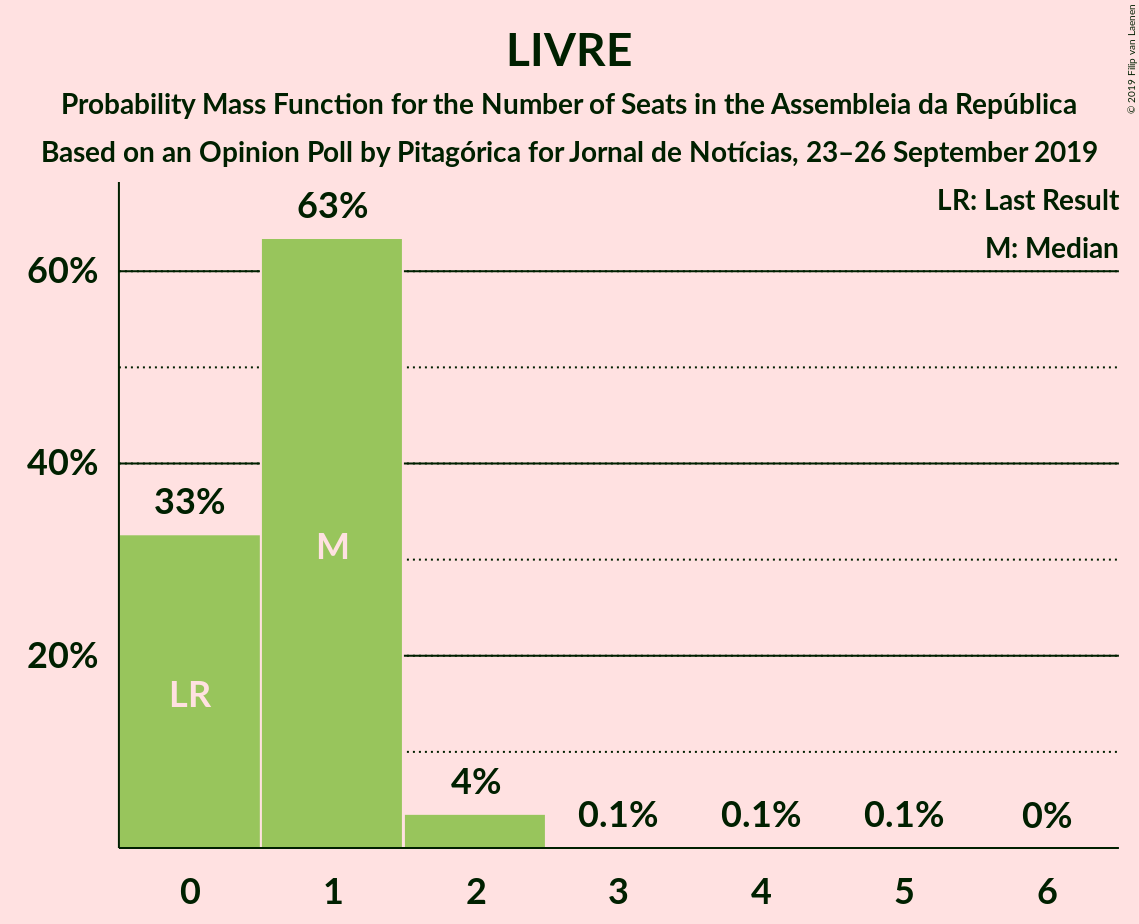 LIVRE
Probability Mass Function for the Number of Seats in the Assembleia da República
Based on an Opinion Poll by Pitagórica for Jornal de Notícias, 23–26 September 2019
© 2019 Filip van Laenen
LR: Last Result
M: Median
63%
60%
40%
33%
M
20%
LR
4%
0.1% 0.1% 0.1% 0%
0 1 2 3 4 5 6